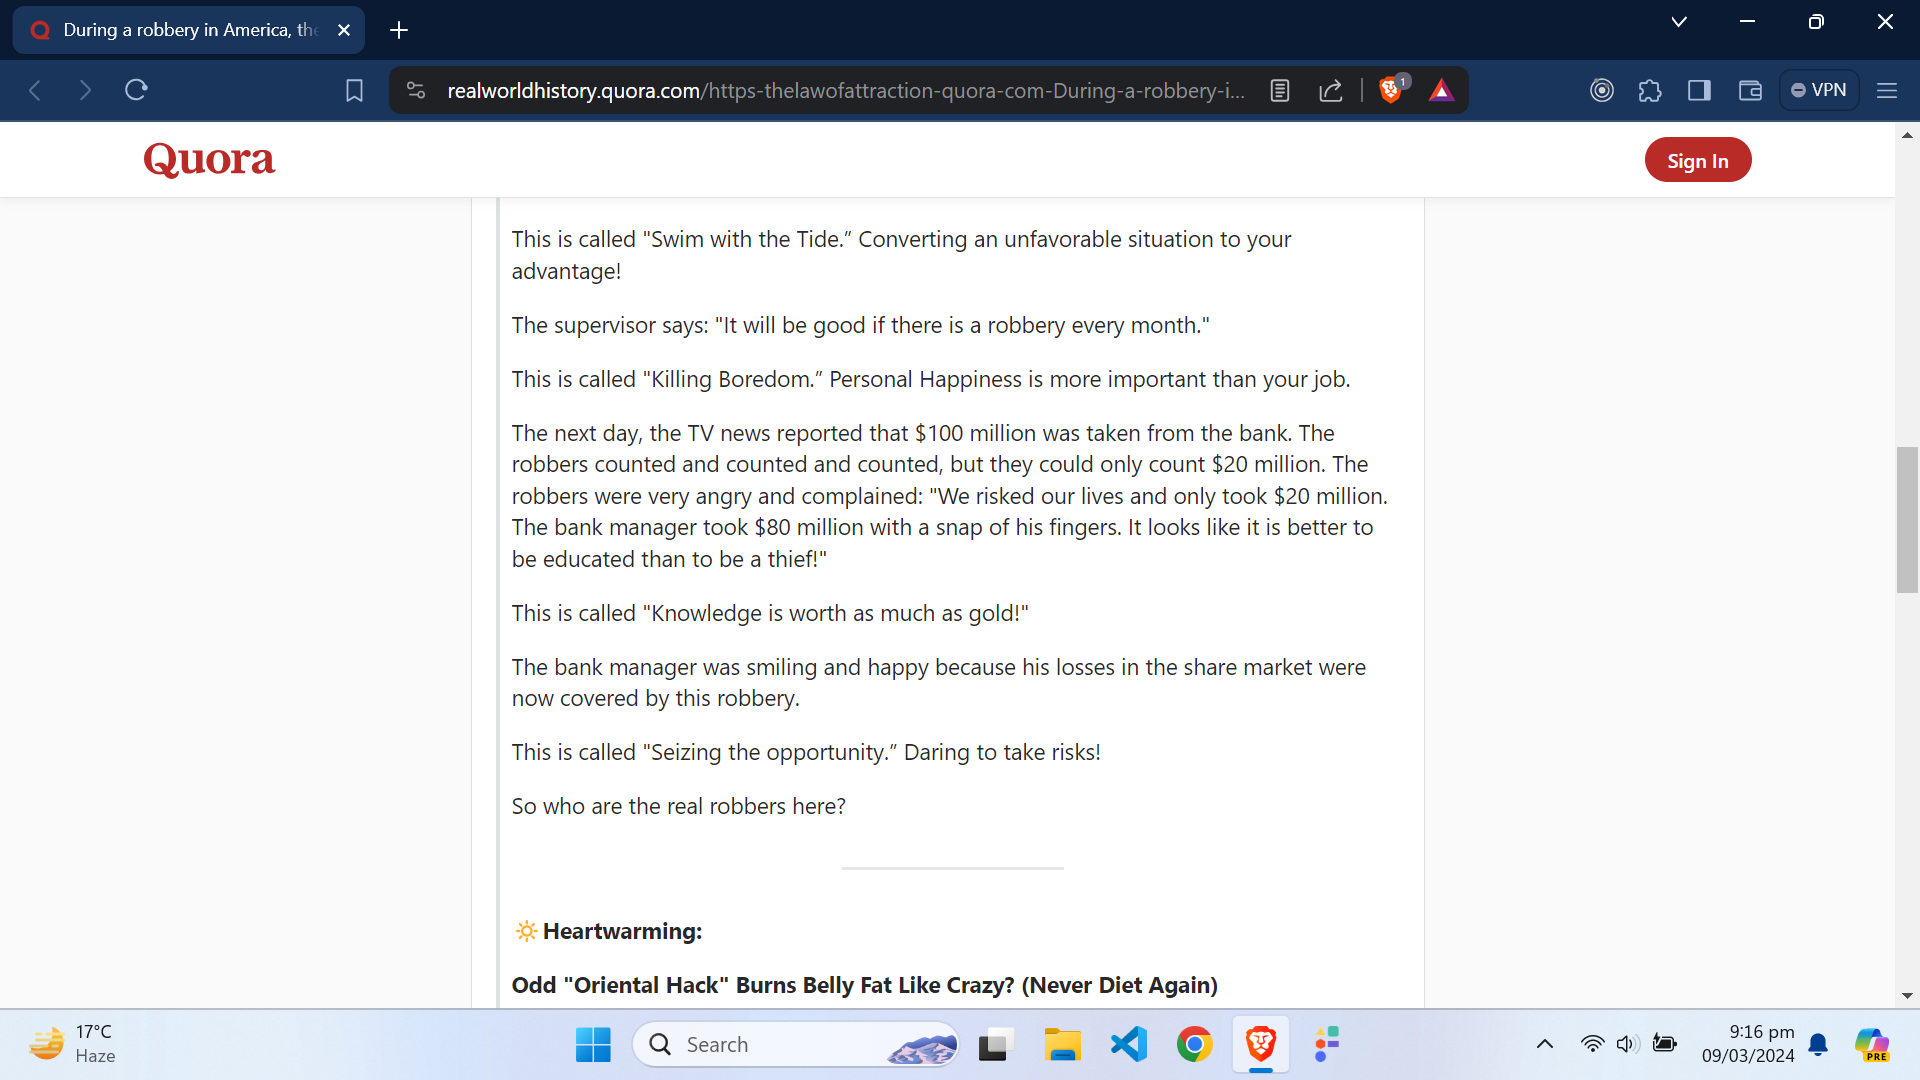 During a robbery in America, the
realworldhistory.quora.com/https-thelawofattraction-quora-com-During-a-robbery-i...
1
VPN
Quora
Sign In
This is called "Swim with the Tide.” Converting an unfavorable situation to your
advantage!
The supervisor says: "It will be good if there is a robbery every month."
This is called "Killing Boredom.” Personal Happiness is more important than your job.
The next day, the TV news reported that $100 million was taken from the bank. The
robbers counted and counted and counted, but they could only count $20 million. The
robbers were very angry and complained: "We risked our lives and only took $20 million.
The bank manager took $80 million with a snap of his fingers. It looks like it is better to
be educated than to be a thief!"
This is called "Knowledge is worth as much as gold!"
The bank manager was smiling and happy because his losses in the share market were
now covered by this robbery.
This is called "Seizing the opportunity.” Daring to take risks!
So who are the real robbers here?
Heartwarming:
Odd "Oriental Hack" Burns Belly Fat Like Crazy? (Never Diet Again)
17°C
Haze
Search
9:16 pm
09/03/2024
PRE